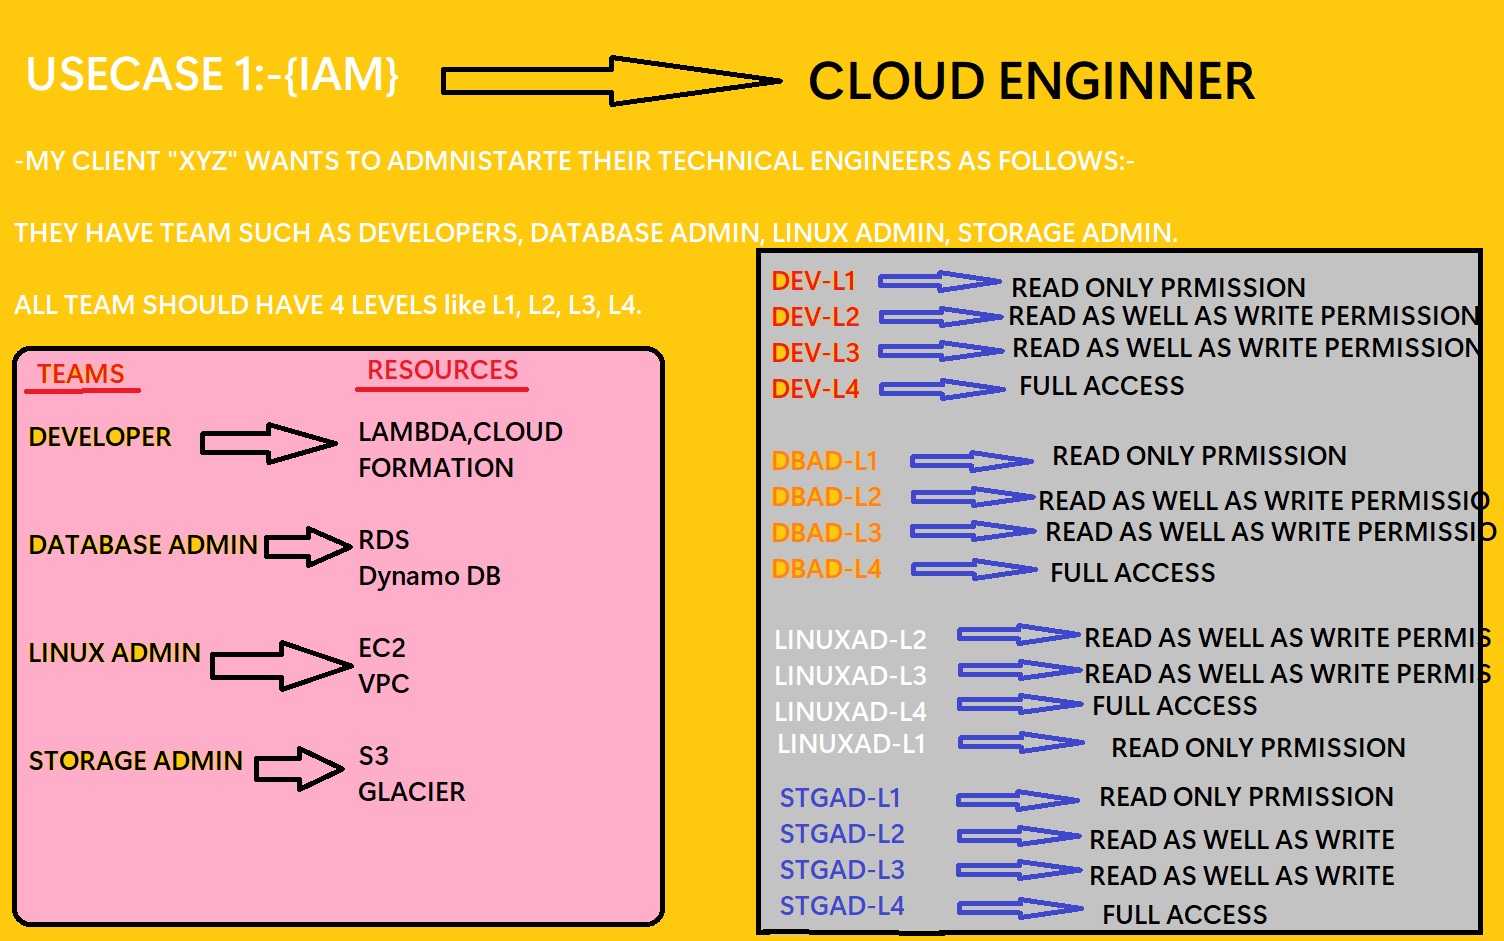 USECASE 1:-{IAM}
CLOUD ENGINNER
-MY CLIENT "XYZ" WANTS TO ADMNISTARTE THEIR TECHNICAL ENGINEERS AS FOLLOWS:-
THEY HAVE TEAM SUCH AS DEVELOPERS, DATABASE ADMIN, LINUX ADMIN, STORAGE ADMIN.
ALL TEAM SHOULD HAVE 4 LEVELS like L1, L2, L3, L4.
TEAMS RESOURCES
DEVELOPER LAMBDA,CLOUD
FORMATION
DATABASE ADMIN RDS
Dynamo DB
LINUX ADMIN EC2
VPC
STORAGE ADMIN S3
GLACIER
DEV-L1 READ ONLY PRMISSION
DEV-L2 READ AS WELL AS WRITE PERMISSION
DEV-L3 READ AS WELL AS WRITE PERMISSION
DEV-L4 FULL ACCESS
DBAD-L1 READ ONLY PRMISSION
DBAD-L2 READ AS WELL AS WRITE PERMISSIO
DBAD-L3 READ AS WELL AS WRITE PERMISSIO
DBAD-L4 FULL ACCESS
LINUXAD-L2 READ AS WELL AS WRITE PERMIS
LINUXAD-L3 READ AS WELL AS WRITE PERMIS
LINUXAD-L4 FULL ACCESS
LINUXAD-L1 READ ONLY PRMISSION
STGAD-L1 READ ONLY PRMISSION
STGAD-L2 READ AS WELL AS WRITE
STGAD-L3 READ AS WELL AS WRITE
STGAD-L4 FULL ACCESS